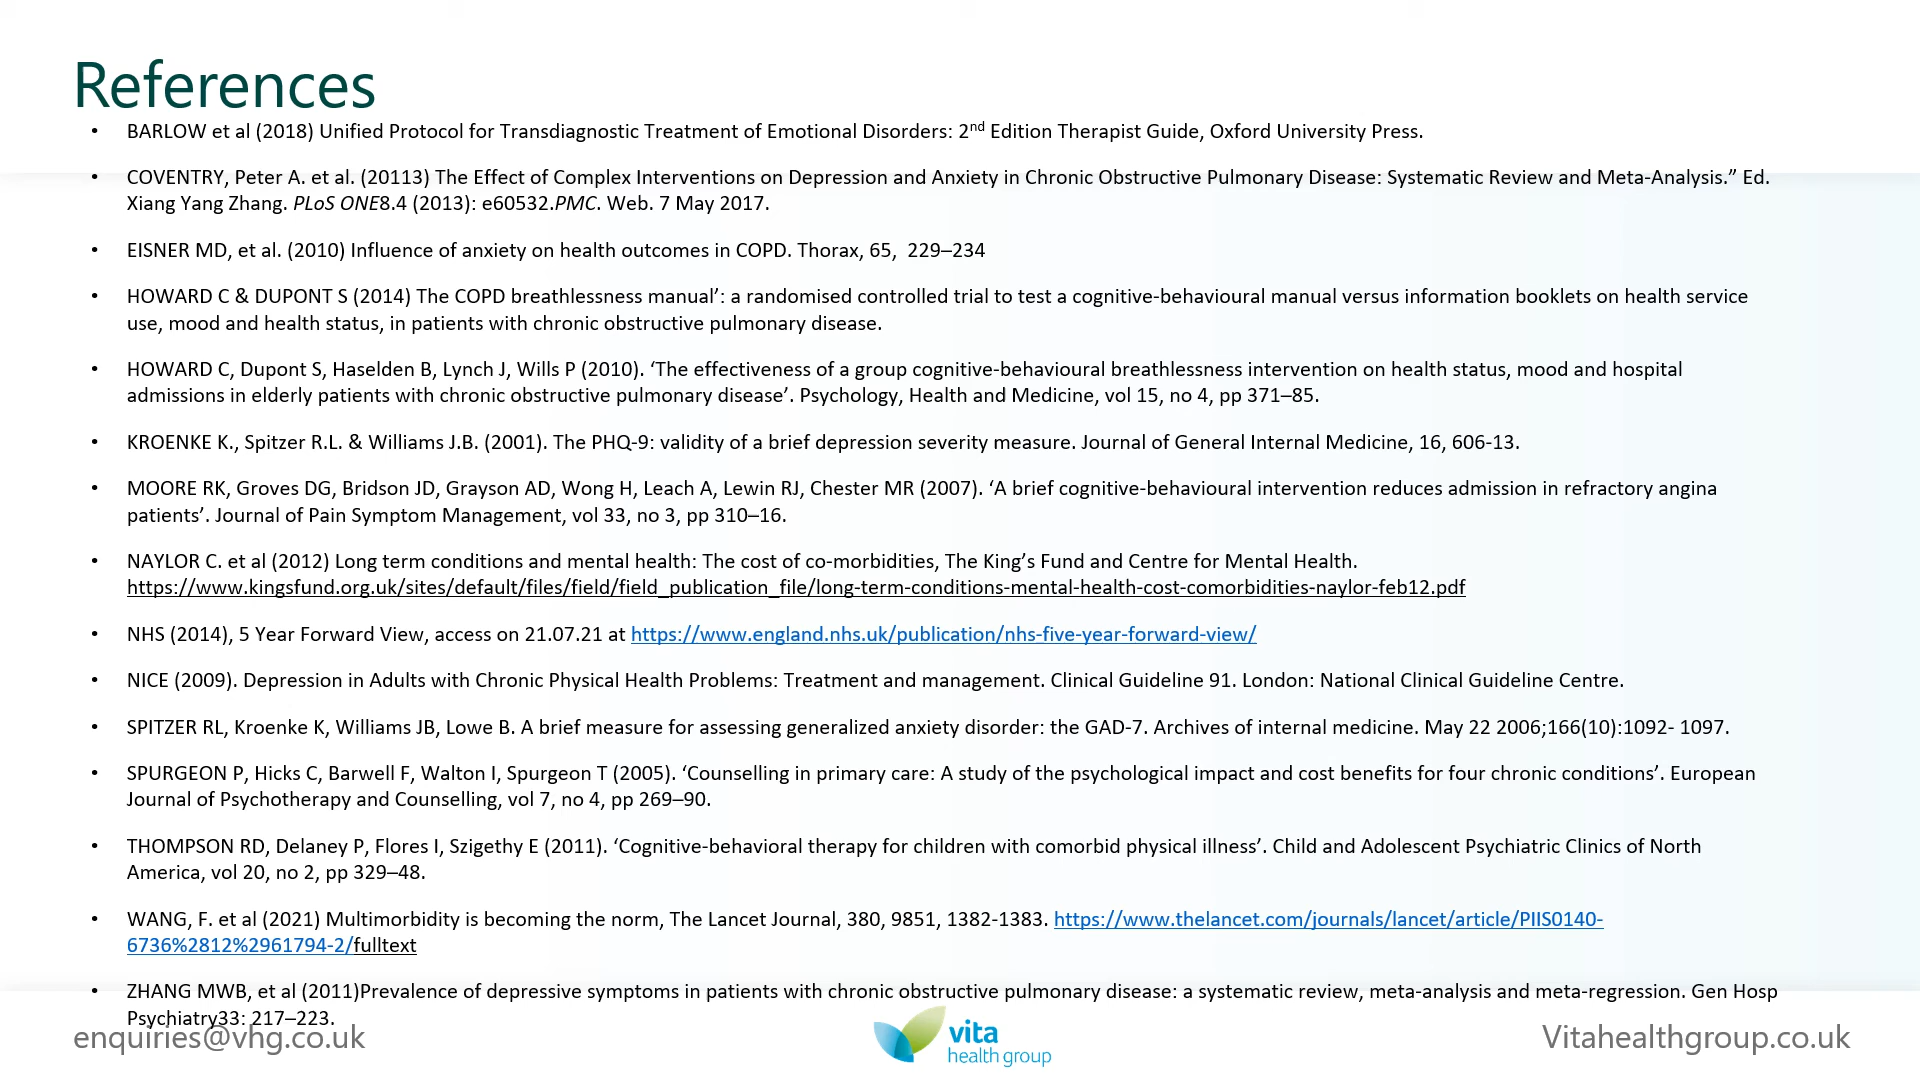 References
• BARLOW et al (2018) Unified Protocol for Transdiagnostic Treatment of Emotional Disorders: 2nd Edition Therapist Guide, Oxford University Press.
• COVENTRY, Peter A. et al. (20113) The Effect of Complex Interventions on Depression and Anxiety in Chronic Obstructive Pulmonary Disease: Systematic Review and Meta-Analysis.” Ed.
Xiang Yang Zhang. PLoS ONE8.4 (2013): e60532.PMC. Web. 7 May 2017.
• EISNER MD, et al. (2010) Influence of anxiety on health outcomes in COPD. Thorax, 65,  229–234
• HOWARD C & DUPONT S (2014) The COPD breathlessness manual’: a randomised controlled trial to test a cognitive-behavioural manual versus information booklets on health service
use, mood and health status, in patients with chronic obstructive pulmonary disease.
• HOWARD C, Dupont S, Haselden B, Lynch J, Wills P (2010). ‘The effectiveness of a group cognitive-behavioural breathlessness intervention on health status, mood and hospital
admissions in elderly patients with chronic obstructive pulmonary disease’. Psychology, Health and Medicine, vol 15, no 4, pp 371–85.
• KROENKE K., Spitzer R.L. & Williams J.B. (2001). The PHQ-9: validity of a brief depression severity measure. Journal of General Internal Medicine, 16, 606-13.
• MOORE RK, Groves DG, Bridson JD, Grayson AD, Wong H, Leach A, Lewin RJ, Chester MR (2007). ‘A brief cognitive-behavioural intervention reduces admission in refractory angina
patients’. Journal of Pain Symptom Management, vol 33, no 3, pp 310–16.
• NAYLOR C. et al (2012) Long term conditions and mental health: The cost of co-morbidities, The King’s Fund and Centre for Mental Health.
https://www.kingsfund.org.uk/sites/default/files/field/field_publication_file/long-term-conditions-mental-health-cost-comorbidities-naylor-feb12.pdf
• NHS (2014), 5 Year Forward View, access on 21.07.21 at https://www.england.nhs.uk/publication/nhs-five-year-forward-view/
• NICE (2009). Depression in Adults with Chronic Physical Health Problems: Treatment and management. Clinical Guideline 91. London: National Clinical Guideline Centre.
• SPITZER RL, Kroenke K, Williams JB, Lowe B. A brief measure for assessing generalized anxiety disorder: the GAD-7. Archives of internal medicine. May 22 2006;166(10):1092- 1097.
• SPURGEON P, Hicks C, Barwell F, Walton I, Spurgeon T (2005). ‘Counselling in primary care: A study of the psychological impact and cost benefits for four chronic conditions’. European
Journal of Psychotherapy and Counselling, vol 7, no 4, pp 269–90.
• THOMPSON RD, Delaney P, Flores I, Szigethy E (2011). ‘Cognitive-behavioral therapy for children with comorbid physical illness’. Child and Adolescent Psychiatric Clinics of North
America, vol 20, no 2, pp 329–48.
• WANG, F. et al (2021) Multimorbidity is becoming the norm, The Lancet Journal, 380, 9851, 1382-1383. https://www.thelancet.com/journals/lancet/article/PIIS0140-
6736%2812%2961794-2/fulltext
• ZHANG MWB, et al (2011)Prevalence of depressive symptoms in patients with chronic obstructive pulmonary disease: a systematic review, meta-analysis and meta-regression. Gen Hosp
Psychiatry33: 217–223.
enquiries@vhg.co.uk
vita
health group
Vitahealthgroup.co.uk